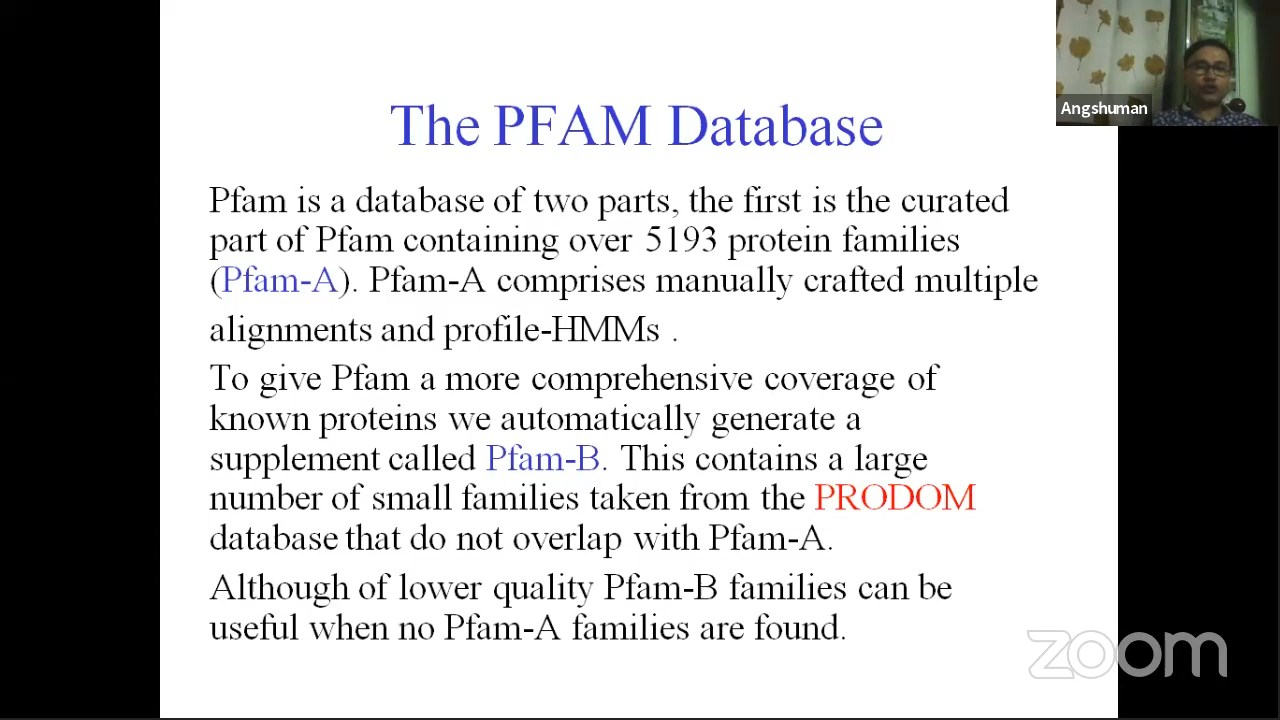 The PFAM Database
Angshuman
Pfam is a database of two parts, the first is the curated
part of Pfam containing over 5193 protein families
(Pfam-A). Pfam-A comprises manually crafted multiple
alignments and profile-HMMs .
To give Pfam a more comprehensive coverage of
known proteins we automatically generate a
supplement called Pfam-B. This contains a large
number of small families taken from the PRODOM
database that do not overlap with Pfam-A.
Although of lower quality Pfam-B families can be
useful when no Pfam-A families are found.
zoom